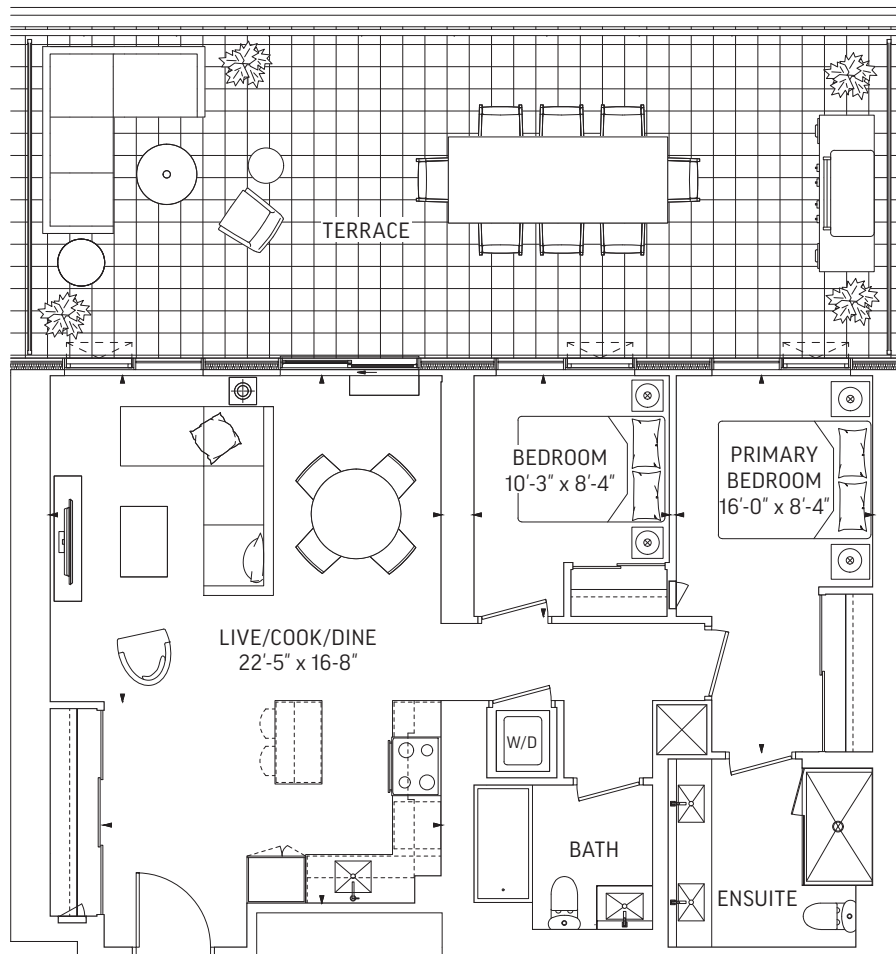 TERRACE
BEDROOM
10'-3" x 8'-4"
PRIMARY
BEDROOM
16'-0" x 8'-4"
LIVE/COOK/DINE
22'-5" x 16-8"
W/D
BATH
ENSUITE